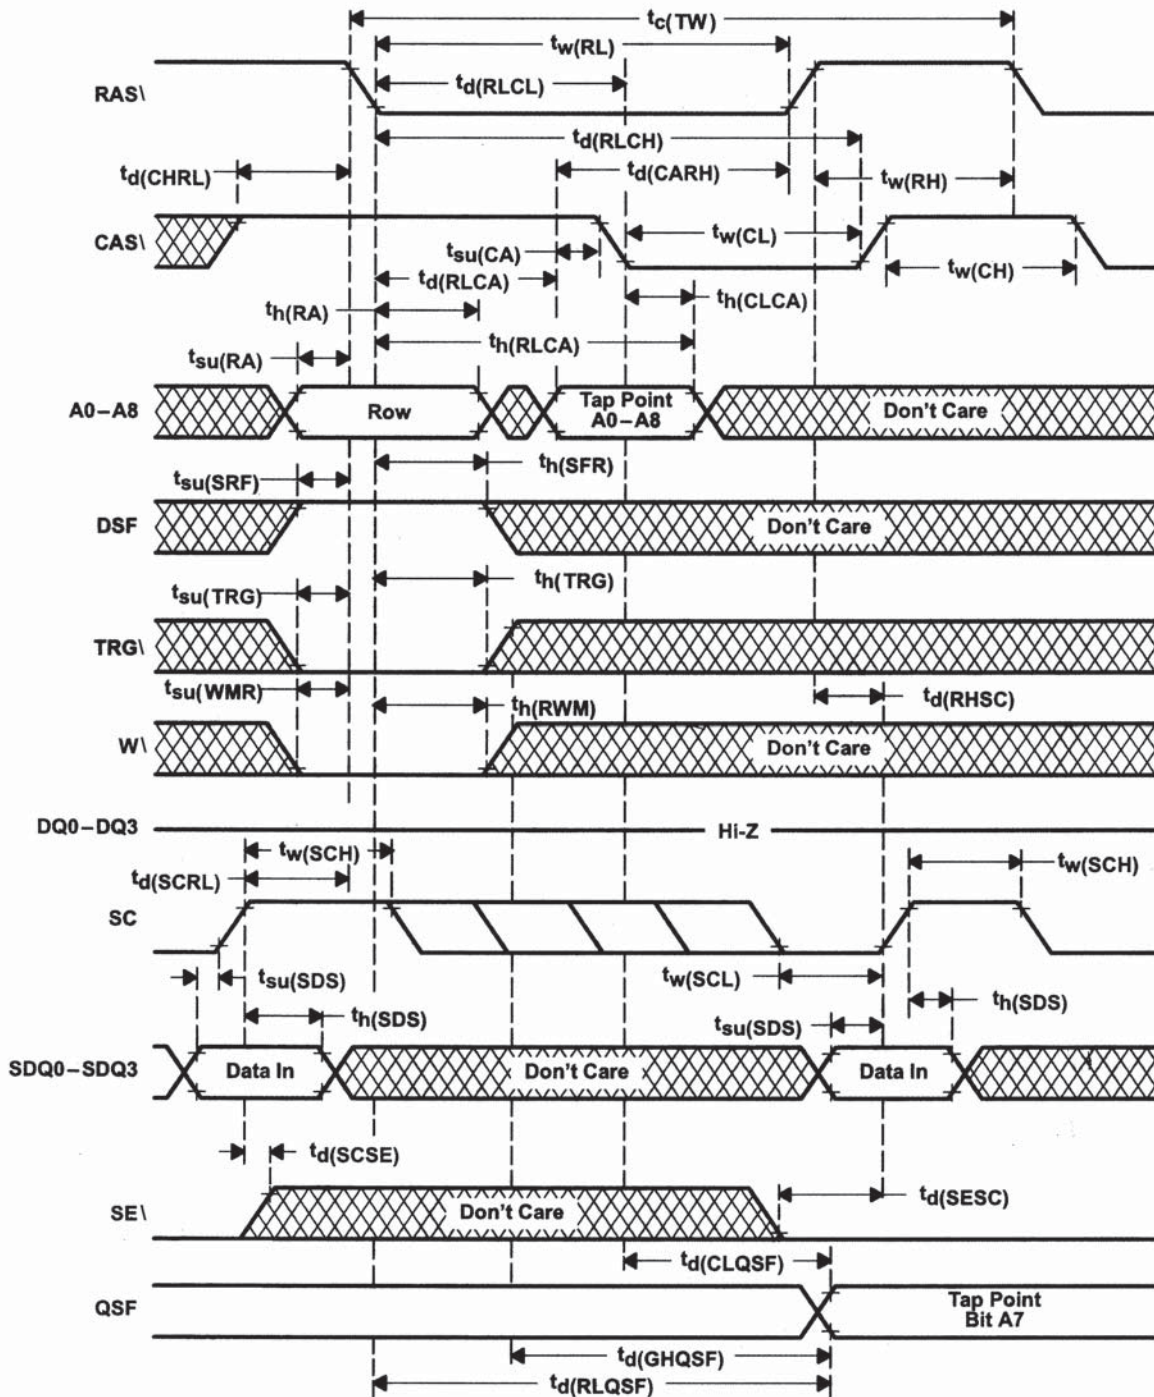 tc(TW)
tw(RL)
RAS\
td(RLCL)
td(RLCH)
td(CHRL)
td(CARH)
tw(RH)
CAS\
tsu(CA)
tw(CL)
td(RLCA)
tw(CH)
th(RA)
th(CLCA)
tsu(RA)
th(RLCA)
A0–A8
Row
Tap Point
A0–A8
Don't Care
tsu(SRF)
th(SFR)
DSF
Don't Care
tsu(TRG)
th(TRG)
TRG\
tsu(WMR)
th(RWM)
td(RHSC)
W\
Don't Care
DQ0–DQ3
Hi-Z
tw(SCH)
tw(SCH)
td(SCRL)
SC
tsu(SDS)
tw(SCL)
th(SDS)
th(SDS)
tsu(SDS)
SDQ0–SDQ3
Data In
Don't Care
Data In
td(SCSE)
td(SESC)
SE\
Don't Care
td(CLQSF)
QSF
Tap Point
Bit A7
td(GHQSF)
td(RLQSF)